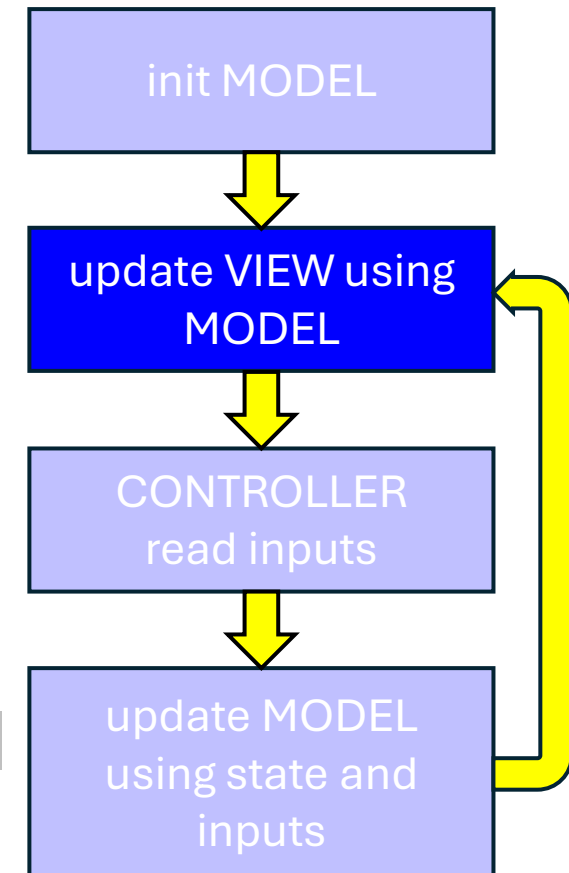 init MODEL
update VIEW using
MODEL
CONTROLLER
read inputs
update MODEL
using state and
inputs